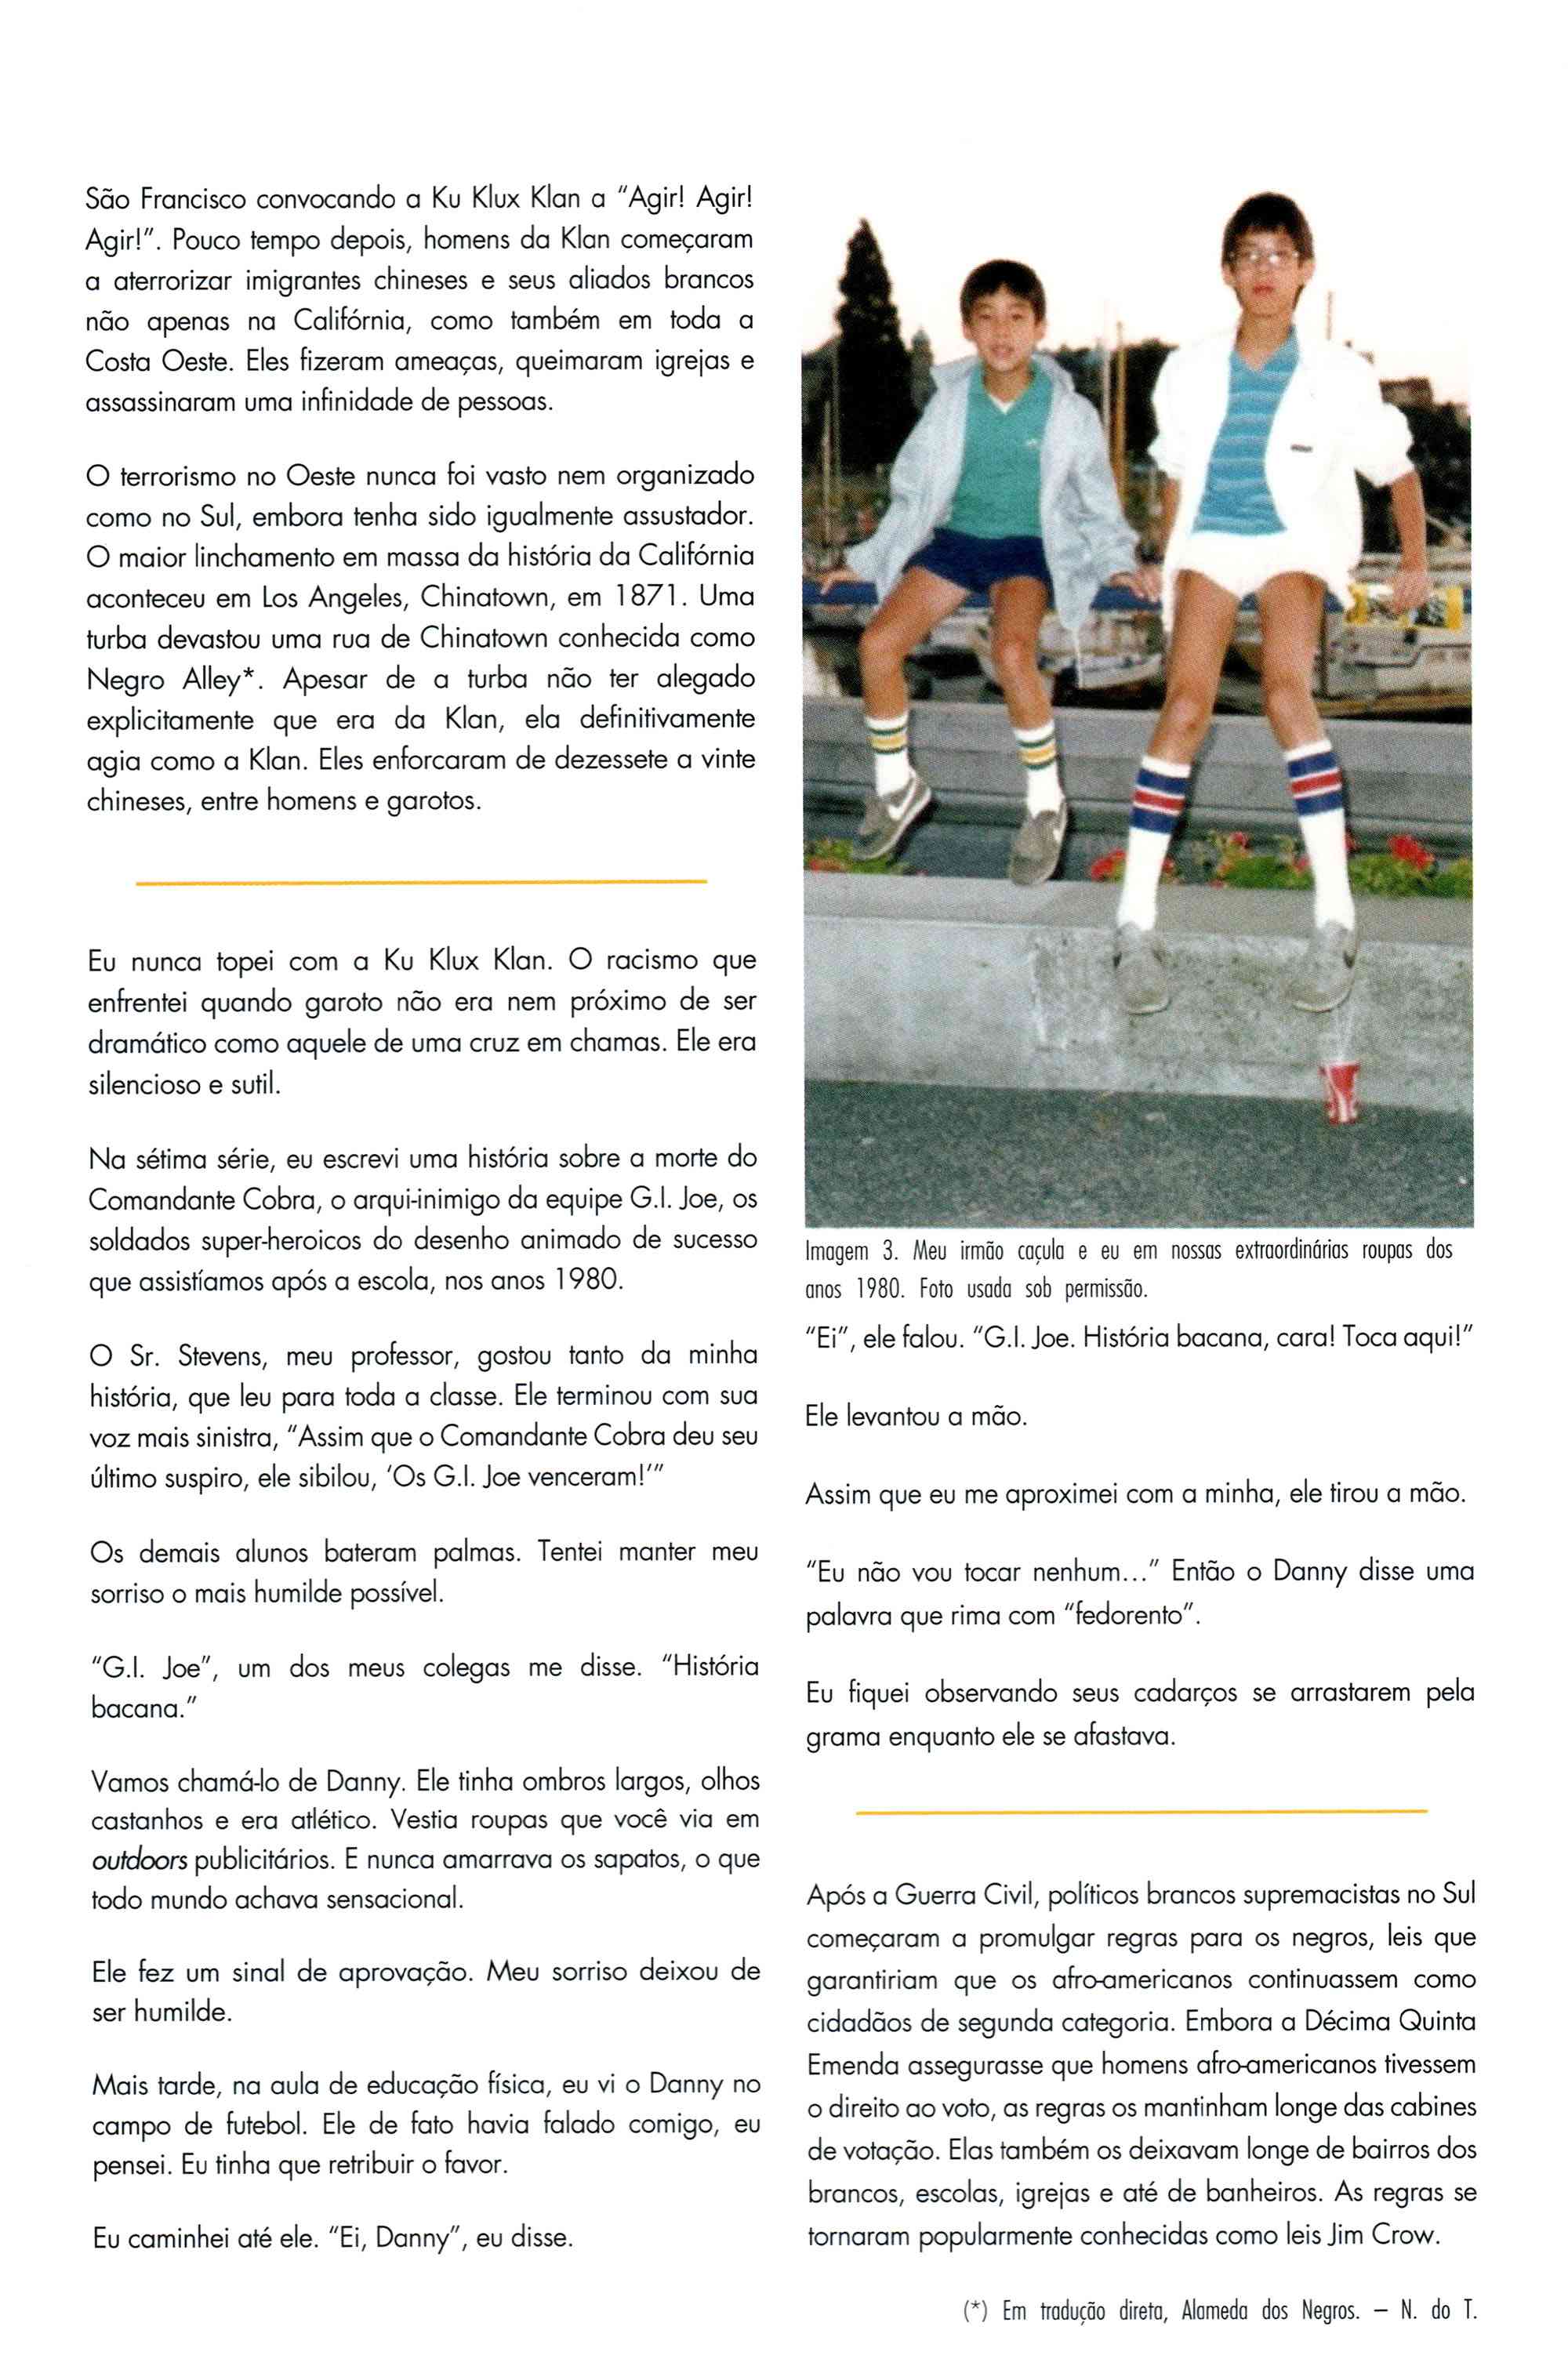 São Francisco convocando a Ku Klux Klan a "Agir! Agir!
Agir!". Pouco tempo depois, homens da Klan começaram
a aterrorizar imigrantes chineses e seus aliados brancos
não apenas na Califórnia, como também em toda a
Costa Oeste. Eles fizeram ameaças, queimaram igrejas e
assassinaram uma infinidade de pessoas.
O terrorismo no Oeste nunca foi vasto nem organizado
como no Sul, embora tenha sido igualmente assustador.
O maior linchamento em massa da história da Califórnia
aconteceu em Los Angeles, Chinatown, em 1871. Uma
turba devastou uma rua de Chinatown conhecida como
Negro Alley*. Apesar de a turba não ter alegado
explicitamente que era da Klan, ela definitivamente
agia como a Klan. Eles enforcaram de dezessete a vinte
chineses, entre homens e garotos.
Eu nunca topei com a Ku Klux Klan. O racismo que
enfrentei quando garoto não era nem próximo de ser
dramático como aquele de uma cruz em chamas. Ele era
silencioso e sutil.
Na sétima série, eu escrevi uma história sobre a morte do
Comandante Cobra, o arqui-inimigo da equipe G.I. Joe, os
soldados super-heroicos do desenho animado de sucesso
que assistíamos após a escola, nos anos 1980.
O Sr. Stevens, meu professor, gostou tanto da minha
história, que leu para toda a classe. Ele terminou com sua
voz mais sinistra, "Assim que o Comandante Cobra deu seu
último suspiro, ele sibilou, 'Os G.I. Joe venceram!'"
Os demais alunos bateram palmas. Tentei manter meu
sorriso o mais humilde possível.
"G.I. Joe", um dos meus colegas me disse. "História
bacana."
Vamos chamá-lo de Danny. Ele tinha ombros largos, olhos
castanhos e era atlético. Vestia roupas que você via em
outdoors publicitários. E nunca amarrava os sapatos, o que
todo mundo achava sensacional.
Ele fez um sinal de aprovação. Meu sorriso deixou de
ser humilde.
Mais tarde, na aula de educação física, eu vi o Danny no
campo de futebol. Ele de fato havia falado comigo, eu
pensei. Eu tinha que retribuir o favor.
Eu caminhei até ele. "Ei, Danny", eu disse.
Imagem 3. Meu irmão caçula e eu em nossas extraordinárias roupas dos
anos 1980. Foto usada sob permissão.
"Ei", ele falou. "G.I. Joe. História bacana, cara! Toca aqui!"
Ele levantou a mão.
Assim que eu me aproximei com a minha, ele tirou a mão.
"Eu não vou tocar nenhum..." Então o Danny disse uma
palavra que rima com "fedorento".
Eu fiquei observando seus cadarços se arrastarem pela
grama enquanto ele se afastava.
Após a Guerra Civil, políticos brancos supremacistas no Sul
começaram a promulgar regras para os negros, leis que
garantiriam que os afro-americanos continuassem como
cidadãos de segunda categoria. Embora a Décima Quinta
Emenda assegurasse que homens afro-americanos tivessem
o direito ao voto, as regras os mantinham longe das cabines
de votação. Elas também os deixavam longe de bairros dos
brancos, escolas, igrejas e até de banheiros. As regras se
tornaram popularmente conhecidas como leis Jim Crow.
(*) Em tradução direta, Alameda dos Negros. – N. do T.